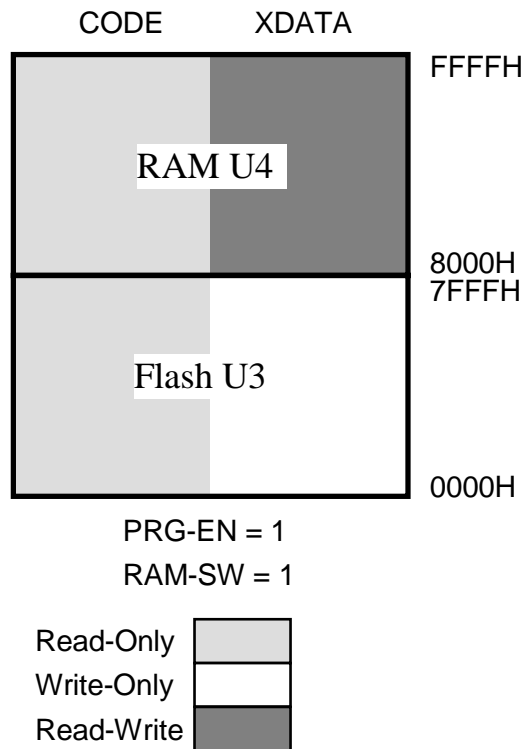 CODE XDATA
FFFFH
RAM U4
8000H
7FFFH
Flash U3
0000H
PRG-EN = 1
RAM-SW = 1
Read-Only
Write-Only
Read-Write